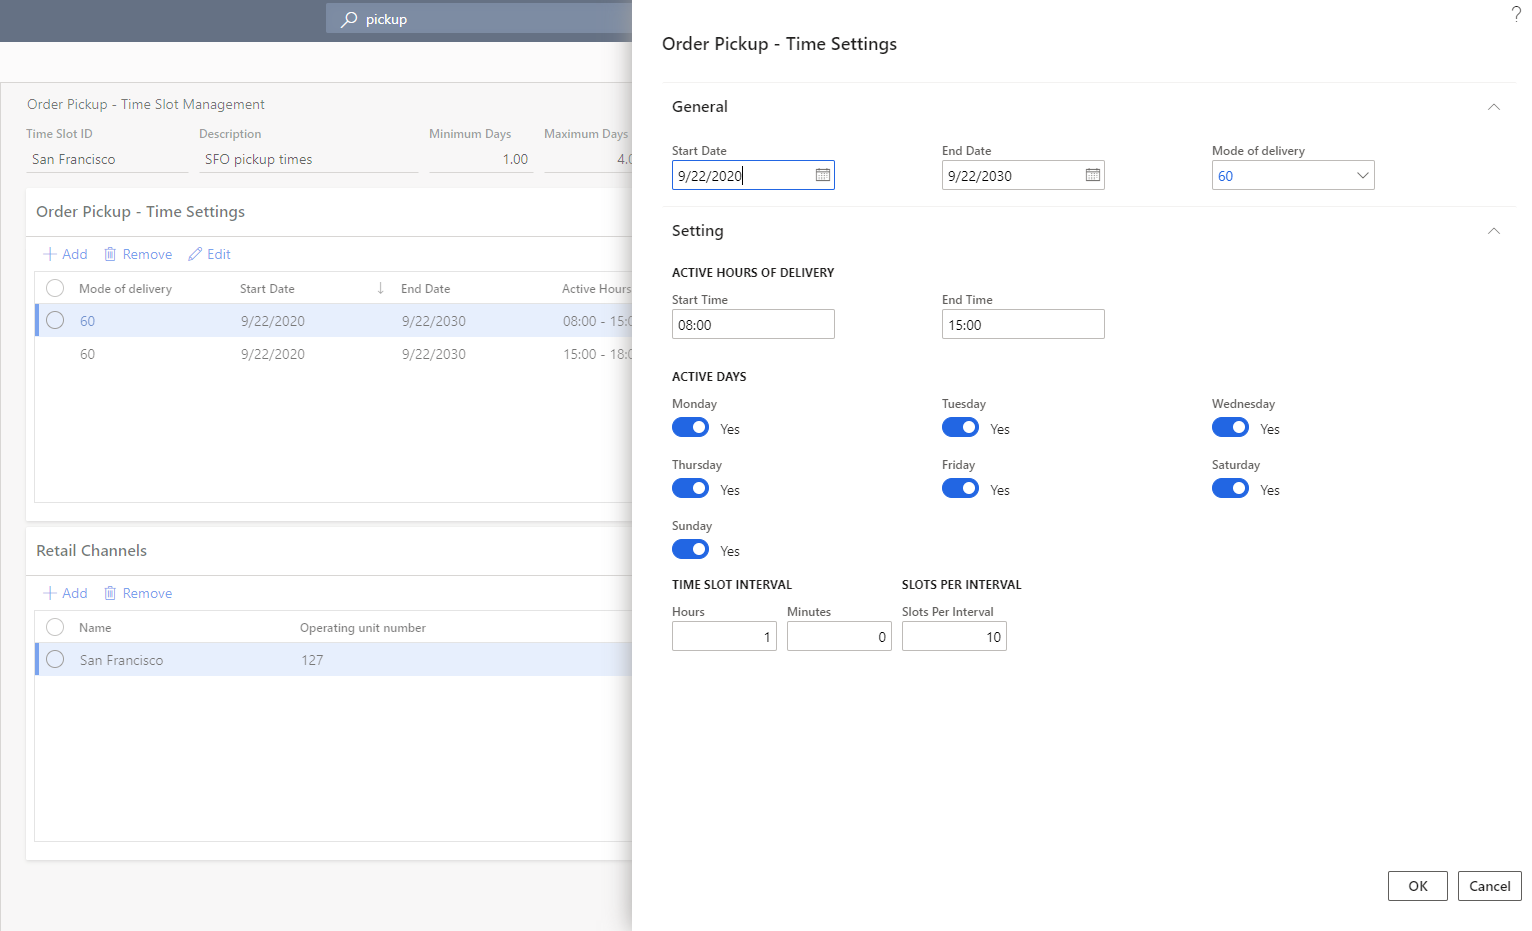 pickup
?
Order Pickup - Time Slot Management
Time Slot ID Description Minimum Days Maximum Days
San Francisco SFO pickup times 1.00
Order Pickup - Time Settings
Add Remove Edit
Mode of delivery Start Date End Date Active Hours
60 9/22/2020 9/22/2030 08:00 - 15:0
60 9/22/2020 9/22/2030 15:00 - 18:0
Retail Channels
Add Remove
Name Operating unit number
San Francisco 127
Order Pickup - Time Settings
General
Start Date End Date Mode of delivery
9/22/2020 9/22/2030 60
Setting
ACTIVE HOURS OF DELIVERY
Start Time End Time
08:00 15:00
ACTIVE DAYS
Monday Tuesday Wednesday
Yes Yes Yes
Thursday Friday Saturday
Yes Yes Yes
Sunday
Yes
TIME SLOT INTERVAL SLOTS PER INTERVAL
Hours Minutes Slots Per Interval
1 0 10
OK Cancel